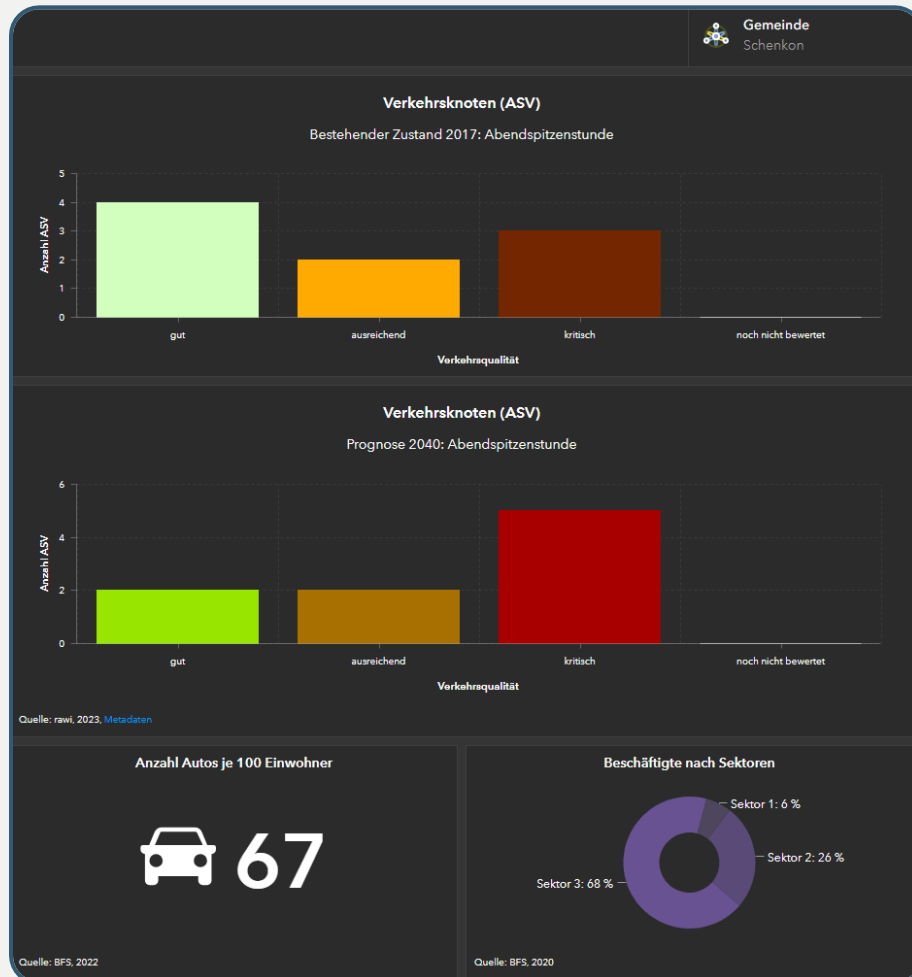 Gemeinde
Schenkon
Verkehrsknoten (ASV)
Bestehender Zustand 2017: Abendspitzenstunde
Anzahl ASV
5
4
3
2
1
0
gut
ausreichend
kritisch
noch nicht bewertet
Verkehrsqualität
Verkehrsknoten (ASV)
Prognose 2040: Abendspitzenstunde
Anzahl ASV
6
4
2
0
gut
ausreichend
kritisch
noch nicht bewertet
Verkehrsqualität
Quelle: rawi, 2023, Metadaten
Anzahl Autos je 100 Einwohner
67
Quelle: BFS, 2022
Beschäftigte nach Sektoren
Sektor 1: 6 %
Sektor 2: 26 %
Sektor 3: 68 %
Quelle: BFS, 2020